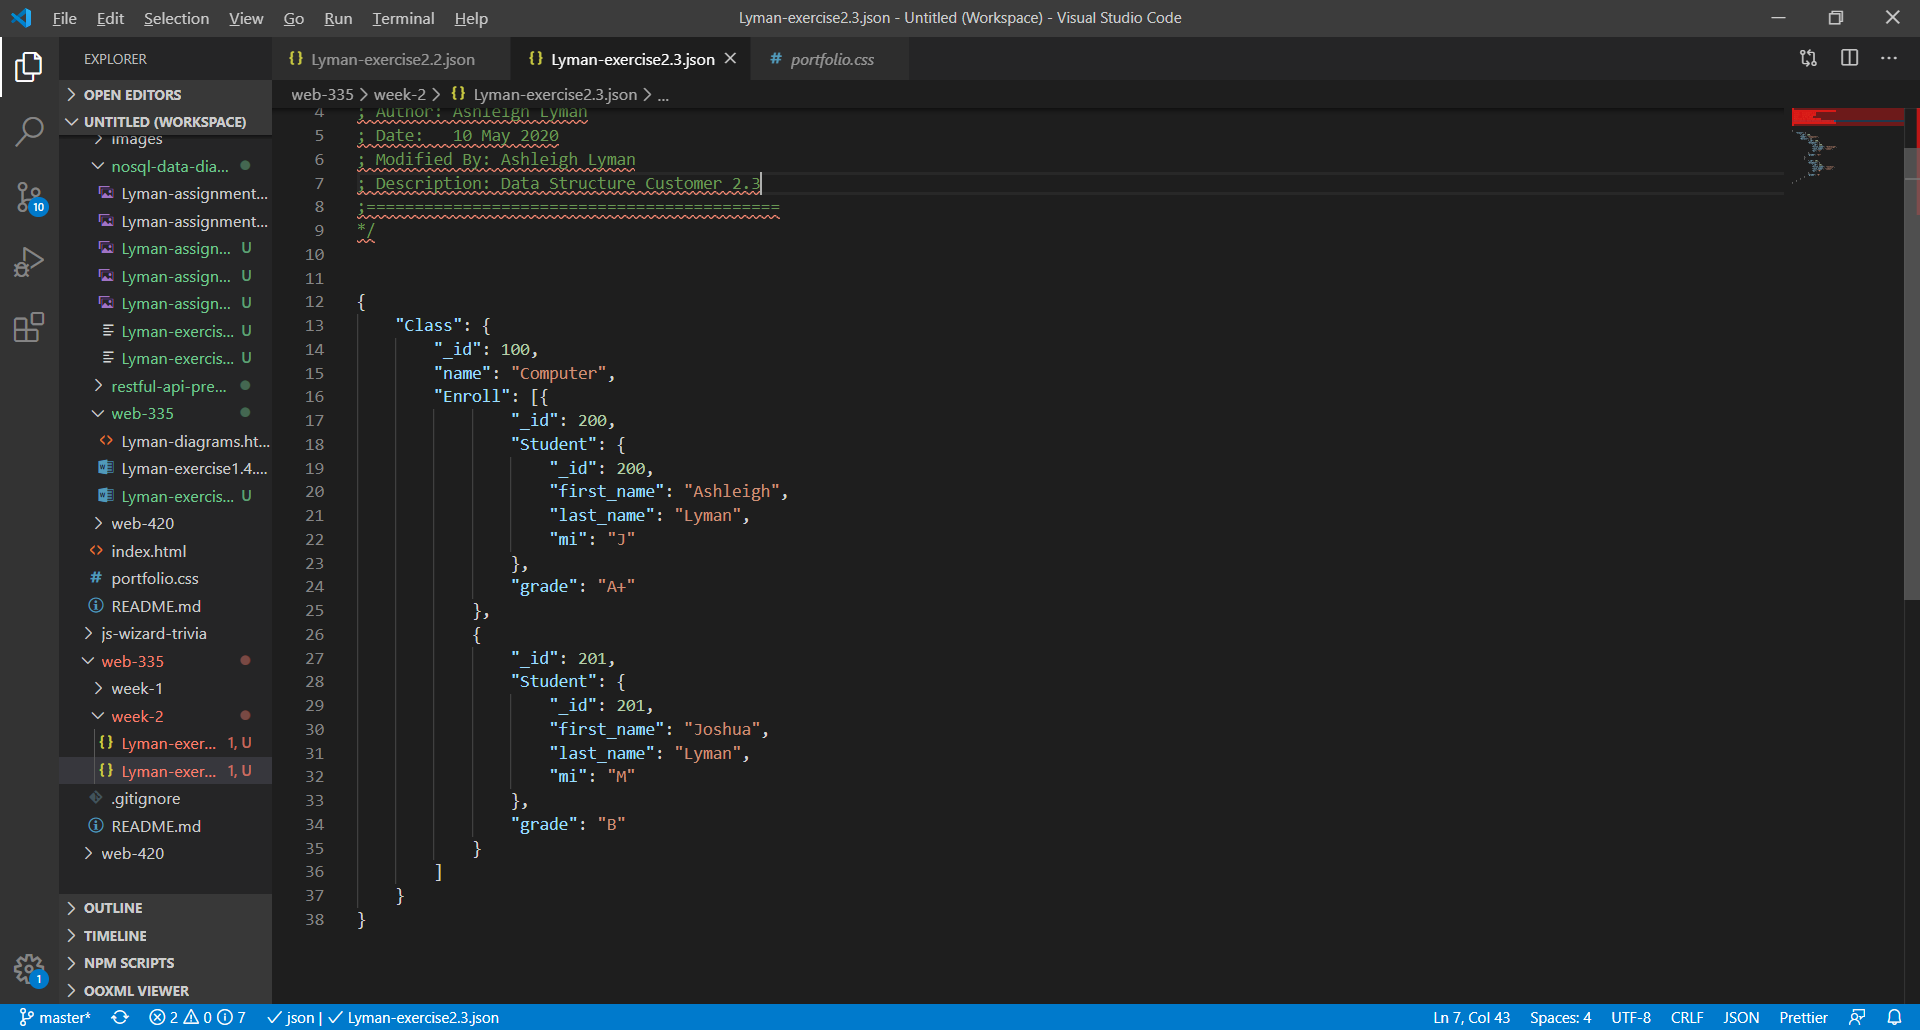 File Edit Selection View Go Run Terminal Help
Lyman-exercise2.3.json - Untitled (Workspace) - Visual Studio Code
EXPLORER
OPEN EDITORS
UNTITLED (WORKSPACE)
images
nosql-data-dia...
Lyman-assignment...
Lyman-assignment...
Lyman-assign... U
Lyman-assign... U
Lyman-assign... U
Lyman-exercis... U
Lyman-exercis... U
restful-api-pre...
web-335
Lyman-diagrams.ht...
Lyman-exercise1.4....
Lyman-exercis... U
web-420
index.html
portfolio.css
README.md
js-wizard-trivia
web-335
week-1
week-2
Lyman-exer... 1, U
Lyman-exer... 1, U
.gitignore
README.md
web-420
OUTLINE
TIMELINE
NPM SCRIPTS
OOXML VIEWER
10
1
{} Lyman-exercise2.2.json
{} Lyman-exercise2.3.json
# portfolio.css
web-335 > week-2 > {} Lyman-exercise2.3.json > ...
4 ; Author: Ashleigh Lyman
5 ; Date:   10 May 2020
6 ; Modified By: Ashleigh Lyman
7 ; Description: Data Structure Customer 2.3
8 ;===========================================
9 */
10
11
12 {
13 "Class": {
14 "_id": 100,
15 "name": "Computer",
16 "Enroll": [{
17 "_id": 200,
18 "Student": {
19 "_id": 200,
20 "first_name": "Ashleigh",
21 "last_name": "Lyman",
22 "mi": "J"
23 },
24 "grade": "A+"
25 },
26 {
27 "_id": 201,
28 "Student": {
29 "_id": 201,
30 "first_name": "Joshua",
31 "last_name": "Lyman",
32 "mi": "M"
33 },
34 "grade": "B"
35 }
36 ]
37 }
38 }
master* 2 0 7 json | Lyman-exercise2.3.json
Ln 7, Col 43 Spaces: 4 UTF-8 CRLF JSON Prettier